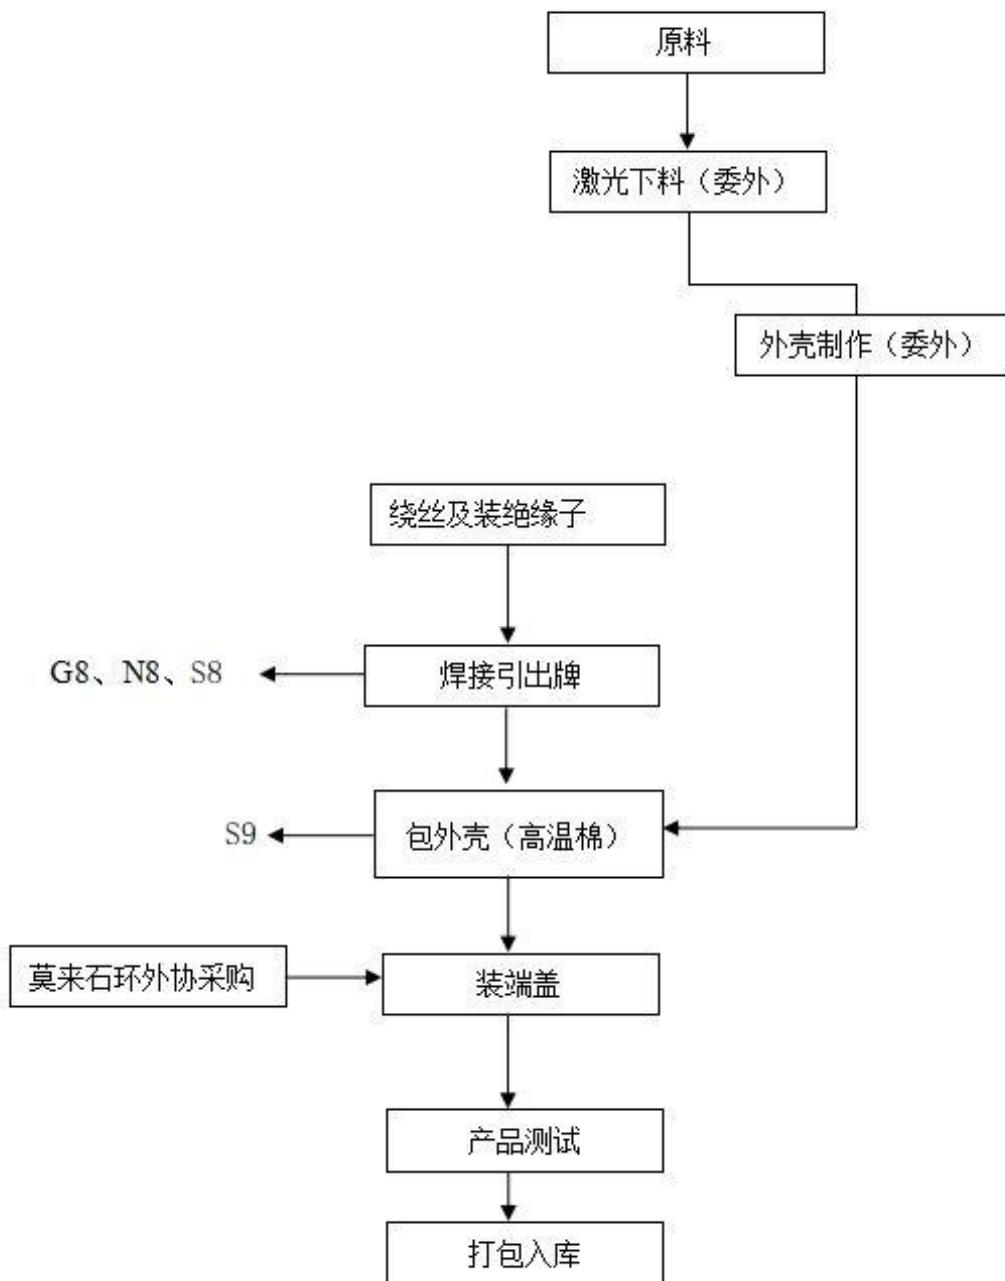 原料
激光下料（委外）
外壳制作（委外）
绕丝及装绝缘子
G8、N8、S8
焊接引出牌
S9
包外壳（高温棉）
莫来石环外协采购
装端盖
产品测试
打包入库